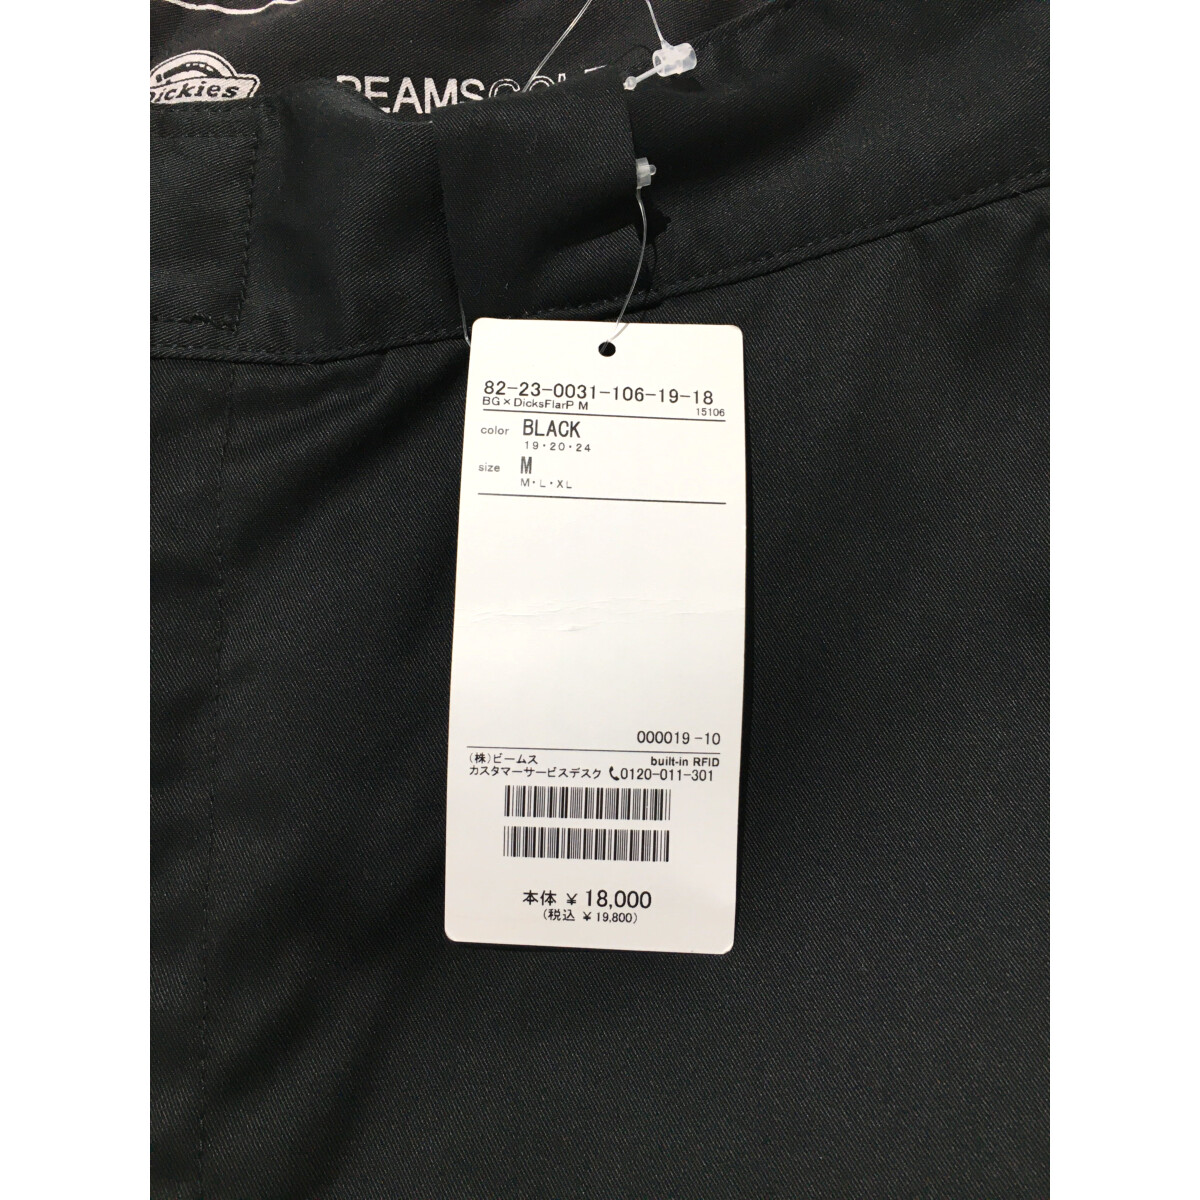 Dickies
BEAMS
82-23-0031-106-19-18
BG×DicksFlarP M
15106
color BLACK
19・20・24
size M
M・L・XL
000019-10
(株)ビームス built-in RFID
カスタマーサービスデスク 0120-011-301
本体 ¥ 18,000
(税込 ¥ 19,800)